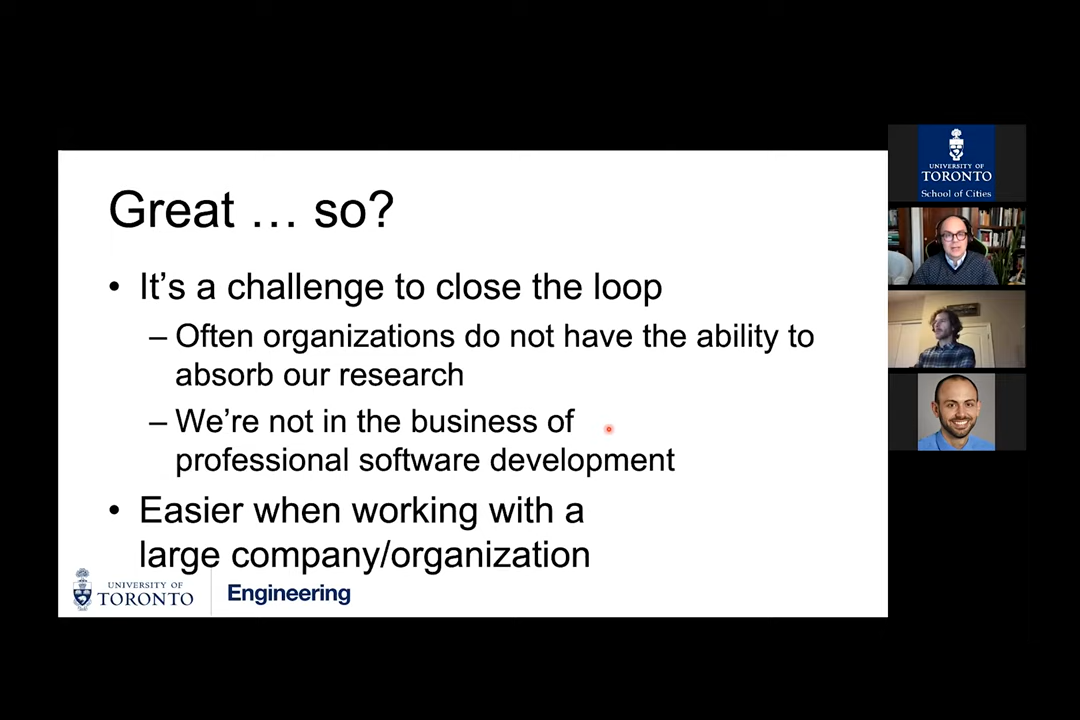 Great … so?
• It’s a challenge to close the loop
– Often organizations do not have the ability to
absorb our research
– We’re not in the business of
professional software development
• Easier when working with a
large company/organization
UNIVERSITY OF
TORONTO
Engineering
UNIVERSITY OF
TORONTO
School of Cities